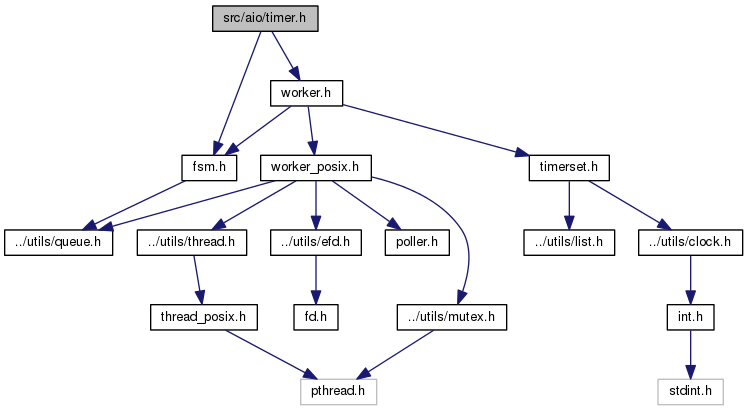 src/aio/timer.h
worker.h
fsm.h
worker_posix.h
timerset.h
../utils/queue.h
../utils/thread.h
../utils/efd.h
poller.h
../utils/list.h
../utils/clock.h
thread_posix.h
fd.h
../utils/mutex.h
int.h
pthread.h
stdint.h